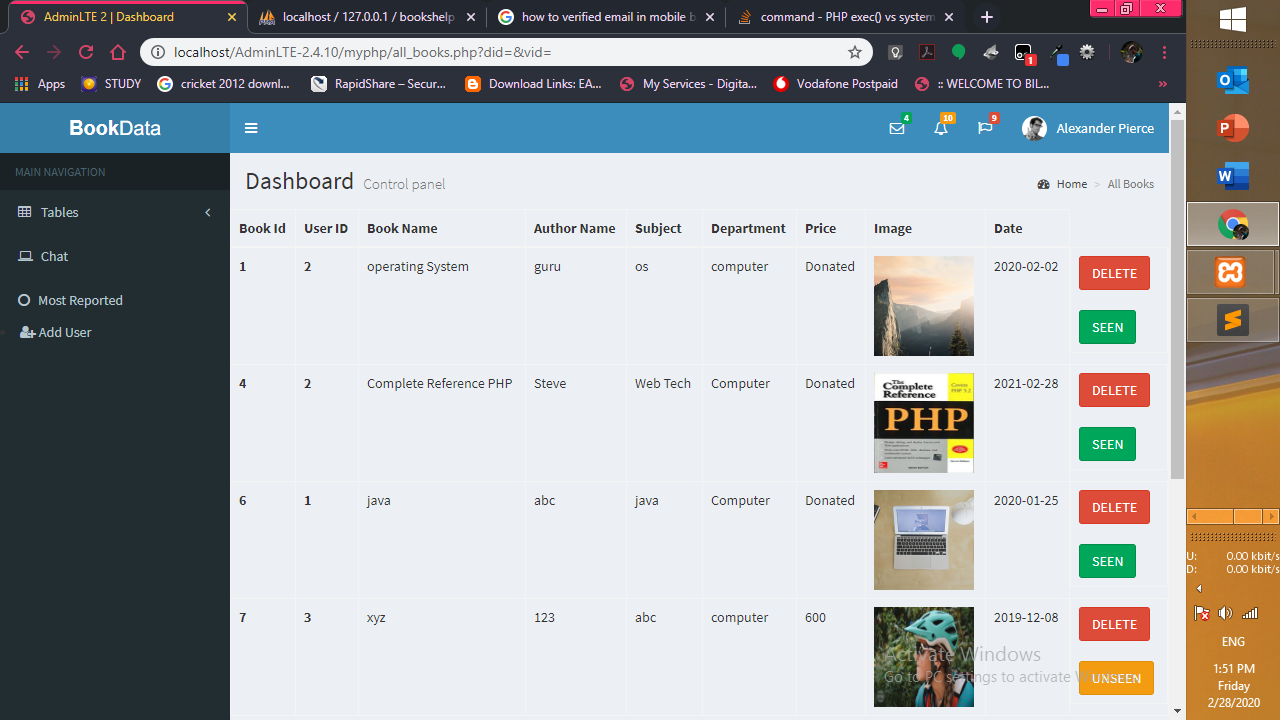 AdminLTE 2 | Dashboard
localhost / 127.0.0.1 / bookshelp
how to verified email in mobile b
command - PHP exec() vs system
localhost/AdminLTE-2.4.10/myphp/all_books.php?did=&vid=
1
Apps
STUDY
cricket 2012 downl...
RapidShare – Secur...
Download Links: EA...
My Services - Digita...
Vodafone Postpaid
:: WELCOME TO BIL...
»
BookData
4
10
9
Alexander Pierce
MAIN NAVIGATION
Tables
Chat
Most Reported
Add User
Dashboard Control panel
Home > All Books
Book Id User ID Book Name Author Name Subject Department Price Image Date
1 2 operating System guru os computer Donated 2020-02-02 DELETE
SEEN
4 2 Complete Reference PHP Steve Web Tech Computer Donated 2021-02-28 DELETE
The Complete Reference
PHP
SEEN
6 1 java abc java Computer Donated 2020-01-25 DELETE
SEEN
7 3 xyz 123 abc computer 600 2019-12-08 DELETE
UNSEEN
Activate Windows
Go to PC settings to activate Windows.
U: 0.00 kbit/s
D: 0.00 kbit/s
ENG
1:51 PM
Friday
2/28/2020